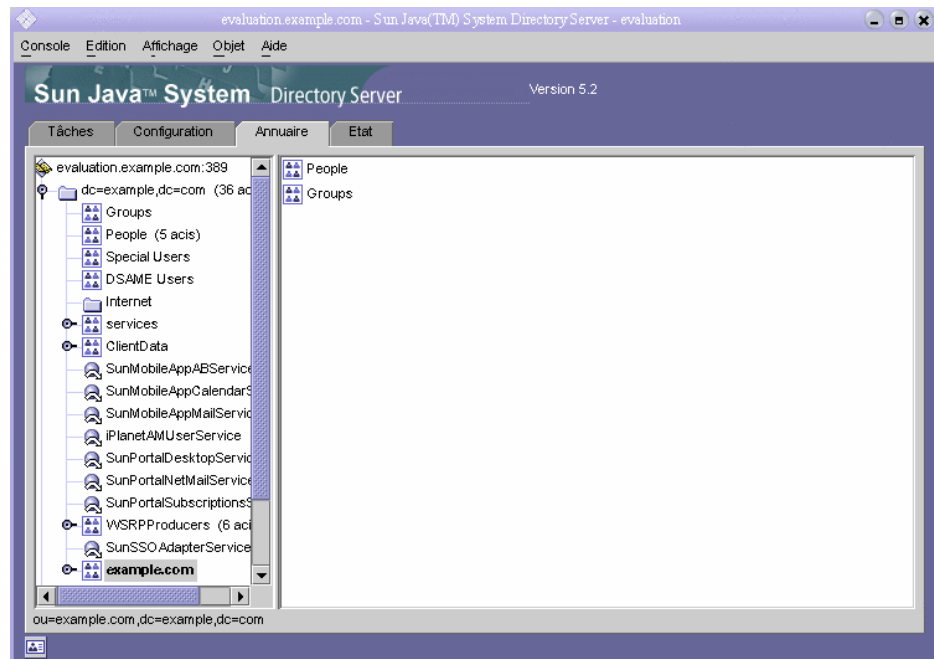 evaluation.example.com - Sun Java(TM) System Directory Server - evaluation
Console Edition Affichage Objet Aide
Sun Java™ System Directory Server Version 5.2
Tâches Configuration Annuaire Etat
evaluation.example.com:389
dc=example,dc=com (36 ac
Groups
People (5 acis)
Special Users
DSAME Users
Internet
services
ClientData
SunMobileAppABService
SunMobileAppCalendarS
SunMobileAppMailServic
iPlanetAMUserService
SunPortalDesktopServic
SunPortalNetMailService
SunPortalSubscriptionsS
WSRPProducers (6 aci
SunSSOAdapterService
example.com
People
Groups
ou=example.com,dc=example,dc=com